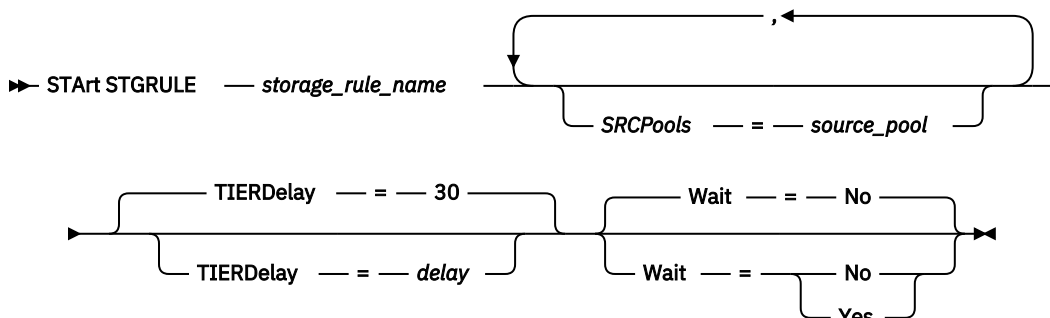 ,
STArt STGRULE storage_rule_name
SRCPools = source_pool
TIERDelay = 30 Wait = No
TIERDelay = delay Wait = No
Yes